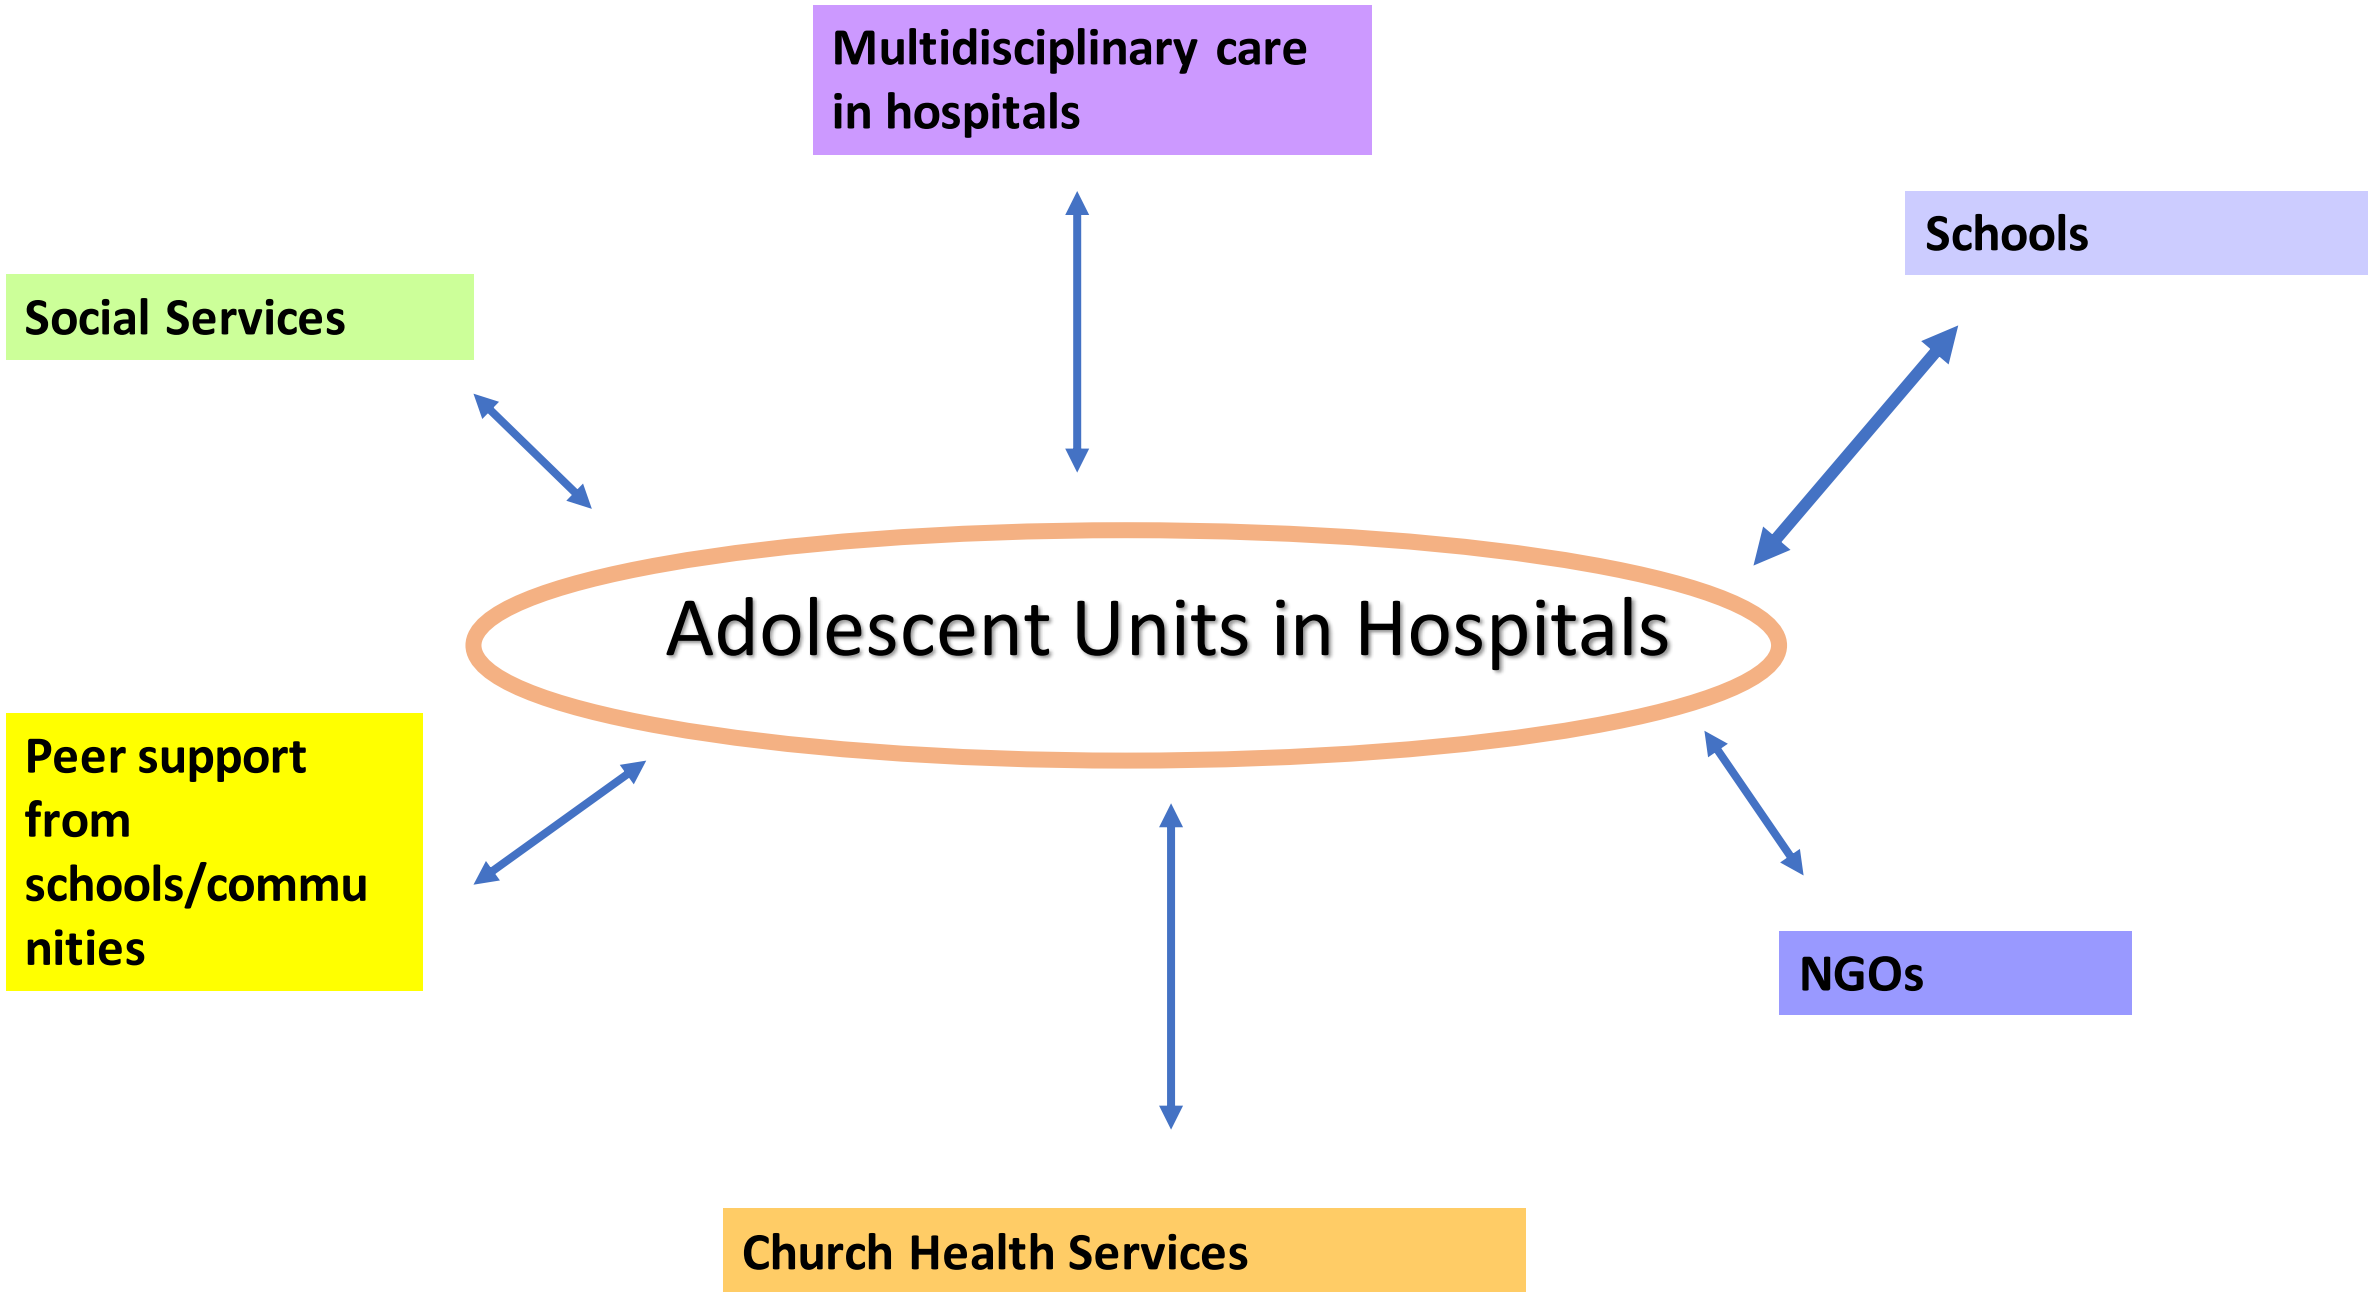 Multidisciplinary care
in hospitals
Schools
Social Services
Adolescent Units in Hospitals
Peer support
from
schools/commu
nities
NGOs
Church Health Services